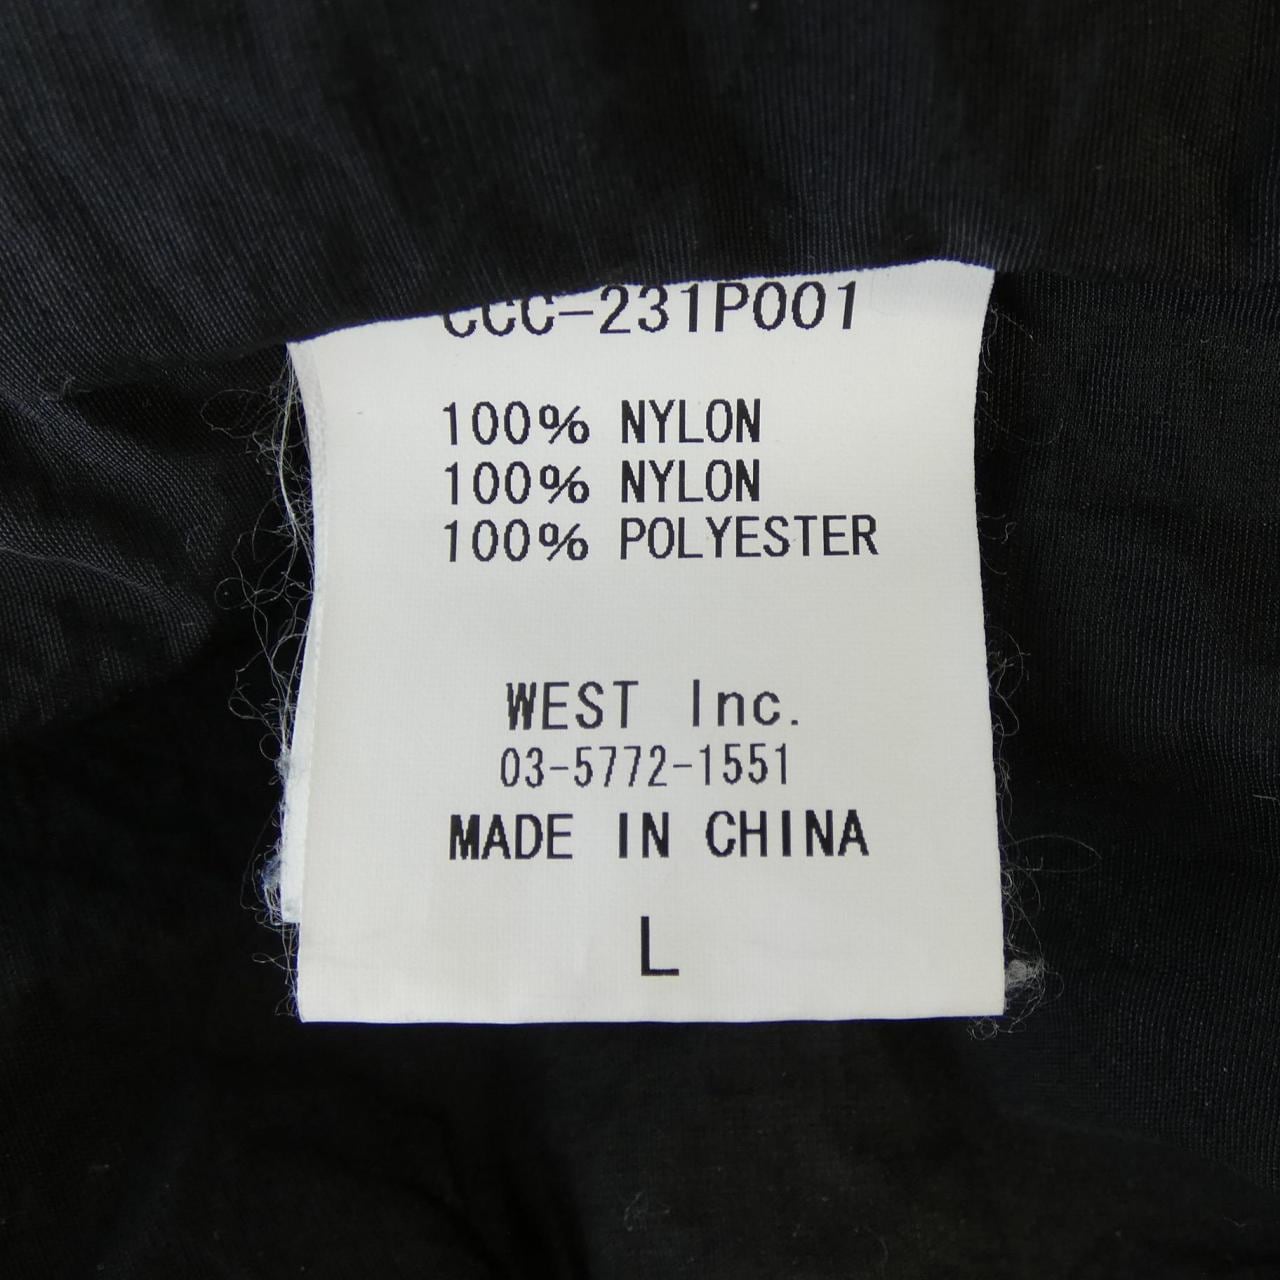 CCC-231P001
100% NYLON
100% NYLON
100% POLYESTER
WEST Inc.
03-5772-1551
MADE IN CHINA
L